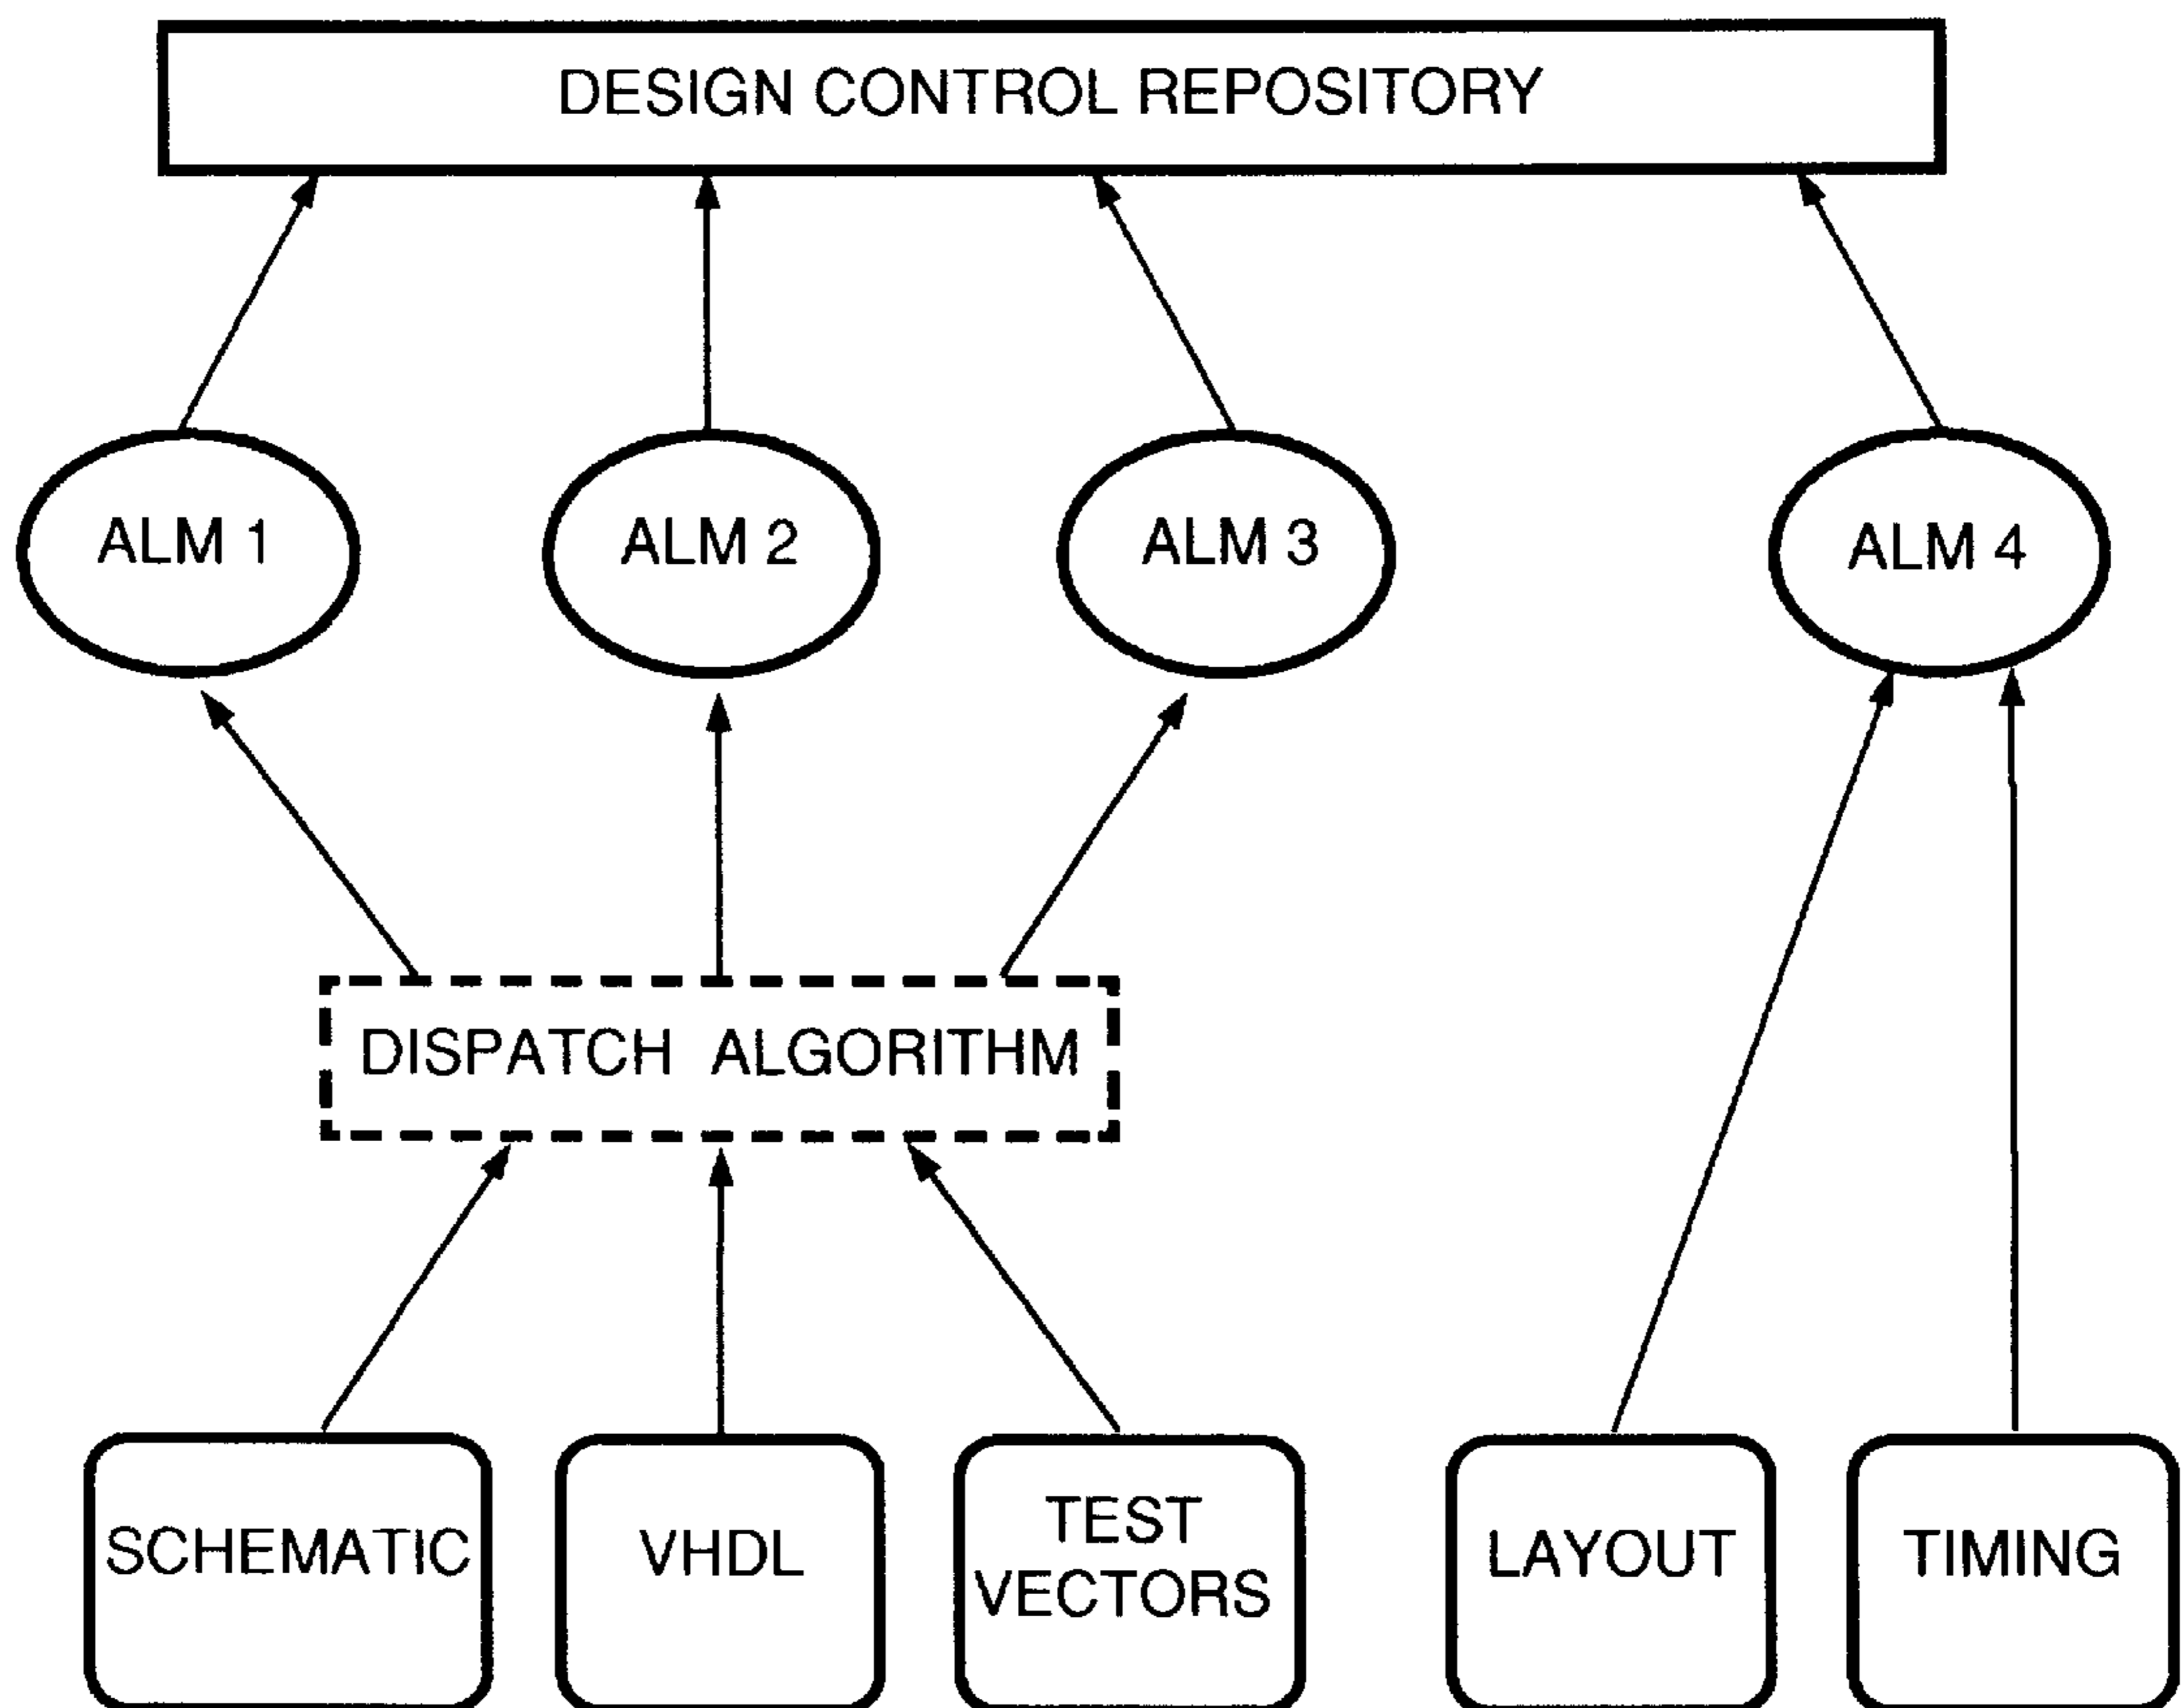 DESIGN CONTROL REPOSITORY
ALM 1
ALM 2
ALM 3
ALM 4
DISPATCH ALGORITHM
SCHEMATIC
VHDL
TEST
VECTORS
LAYOUT
TIMING